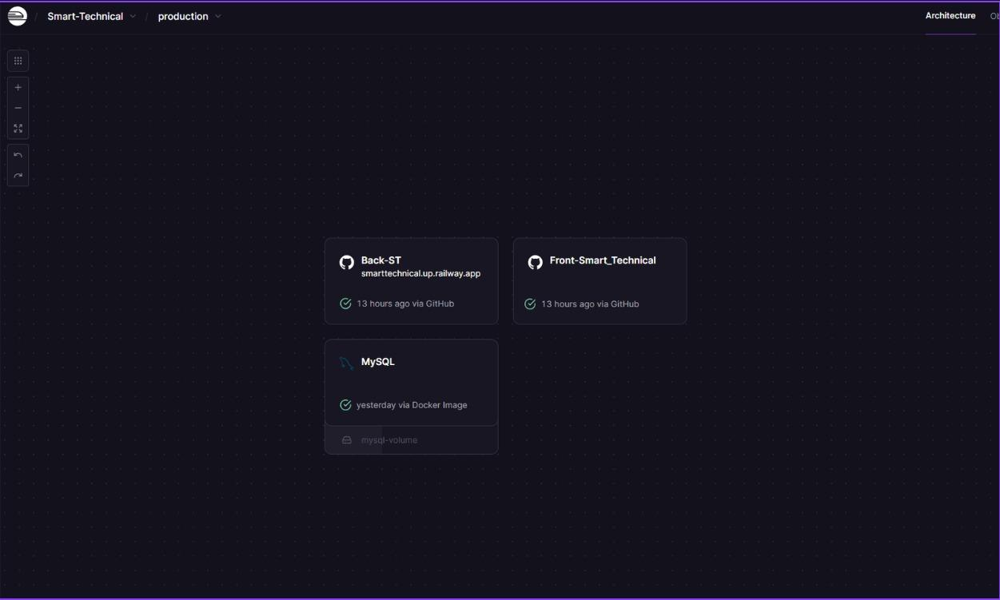 / Smart-Technical / production
Architecture
Back-ST
smarttechnical.up.railway.app
13 hours ago via GitHub
Front-Smart_Technical
13 hours ago via GitHub
MySQL
yesterday via Docker Image
mysql-volume